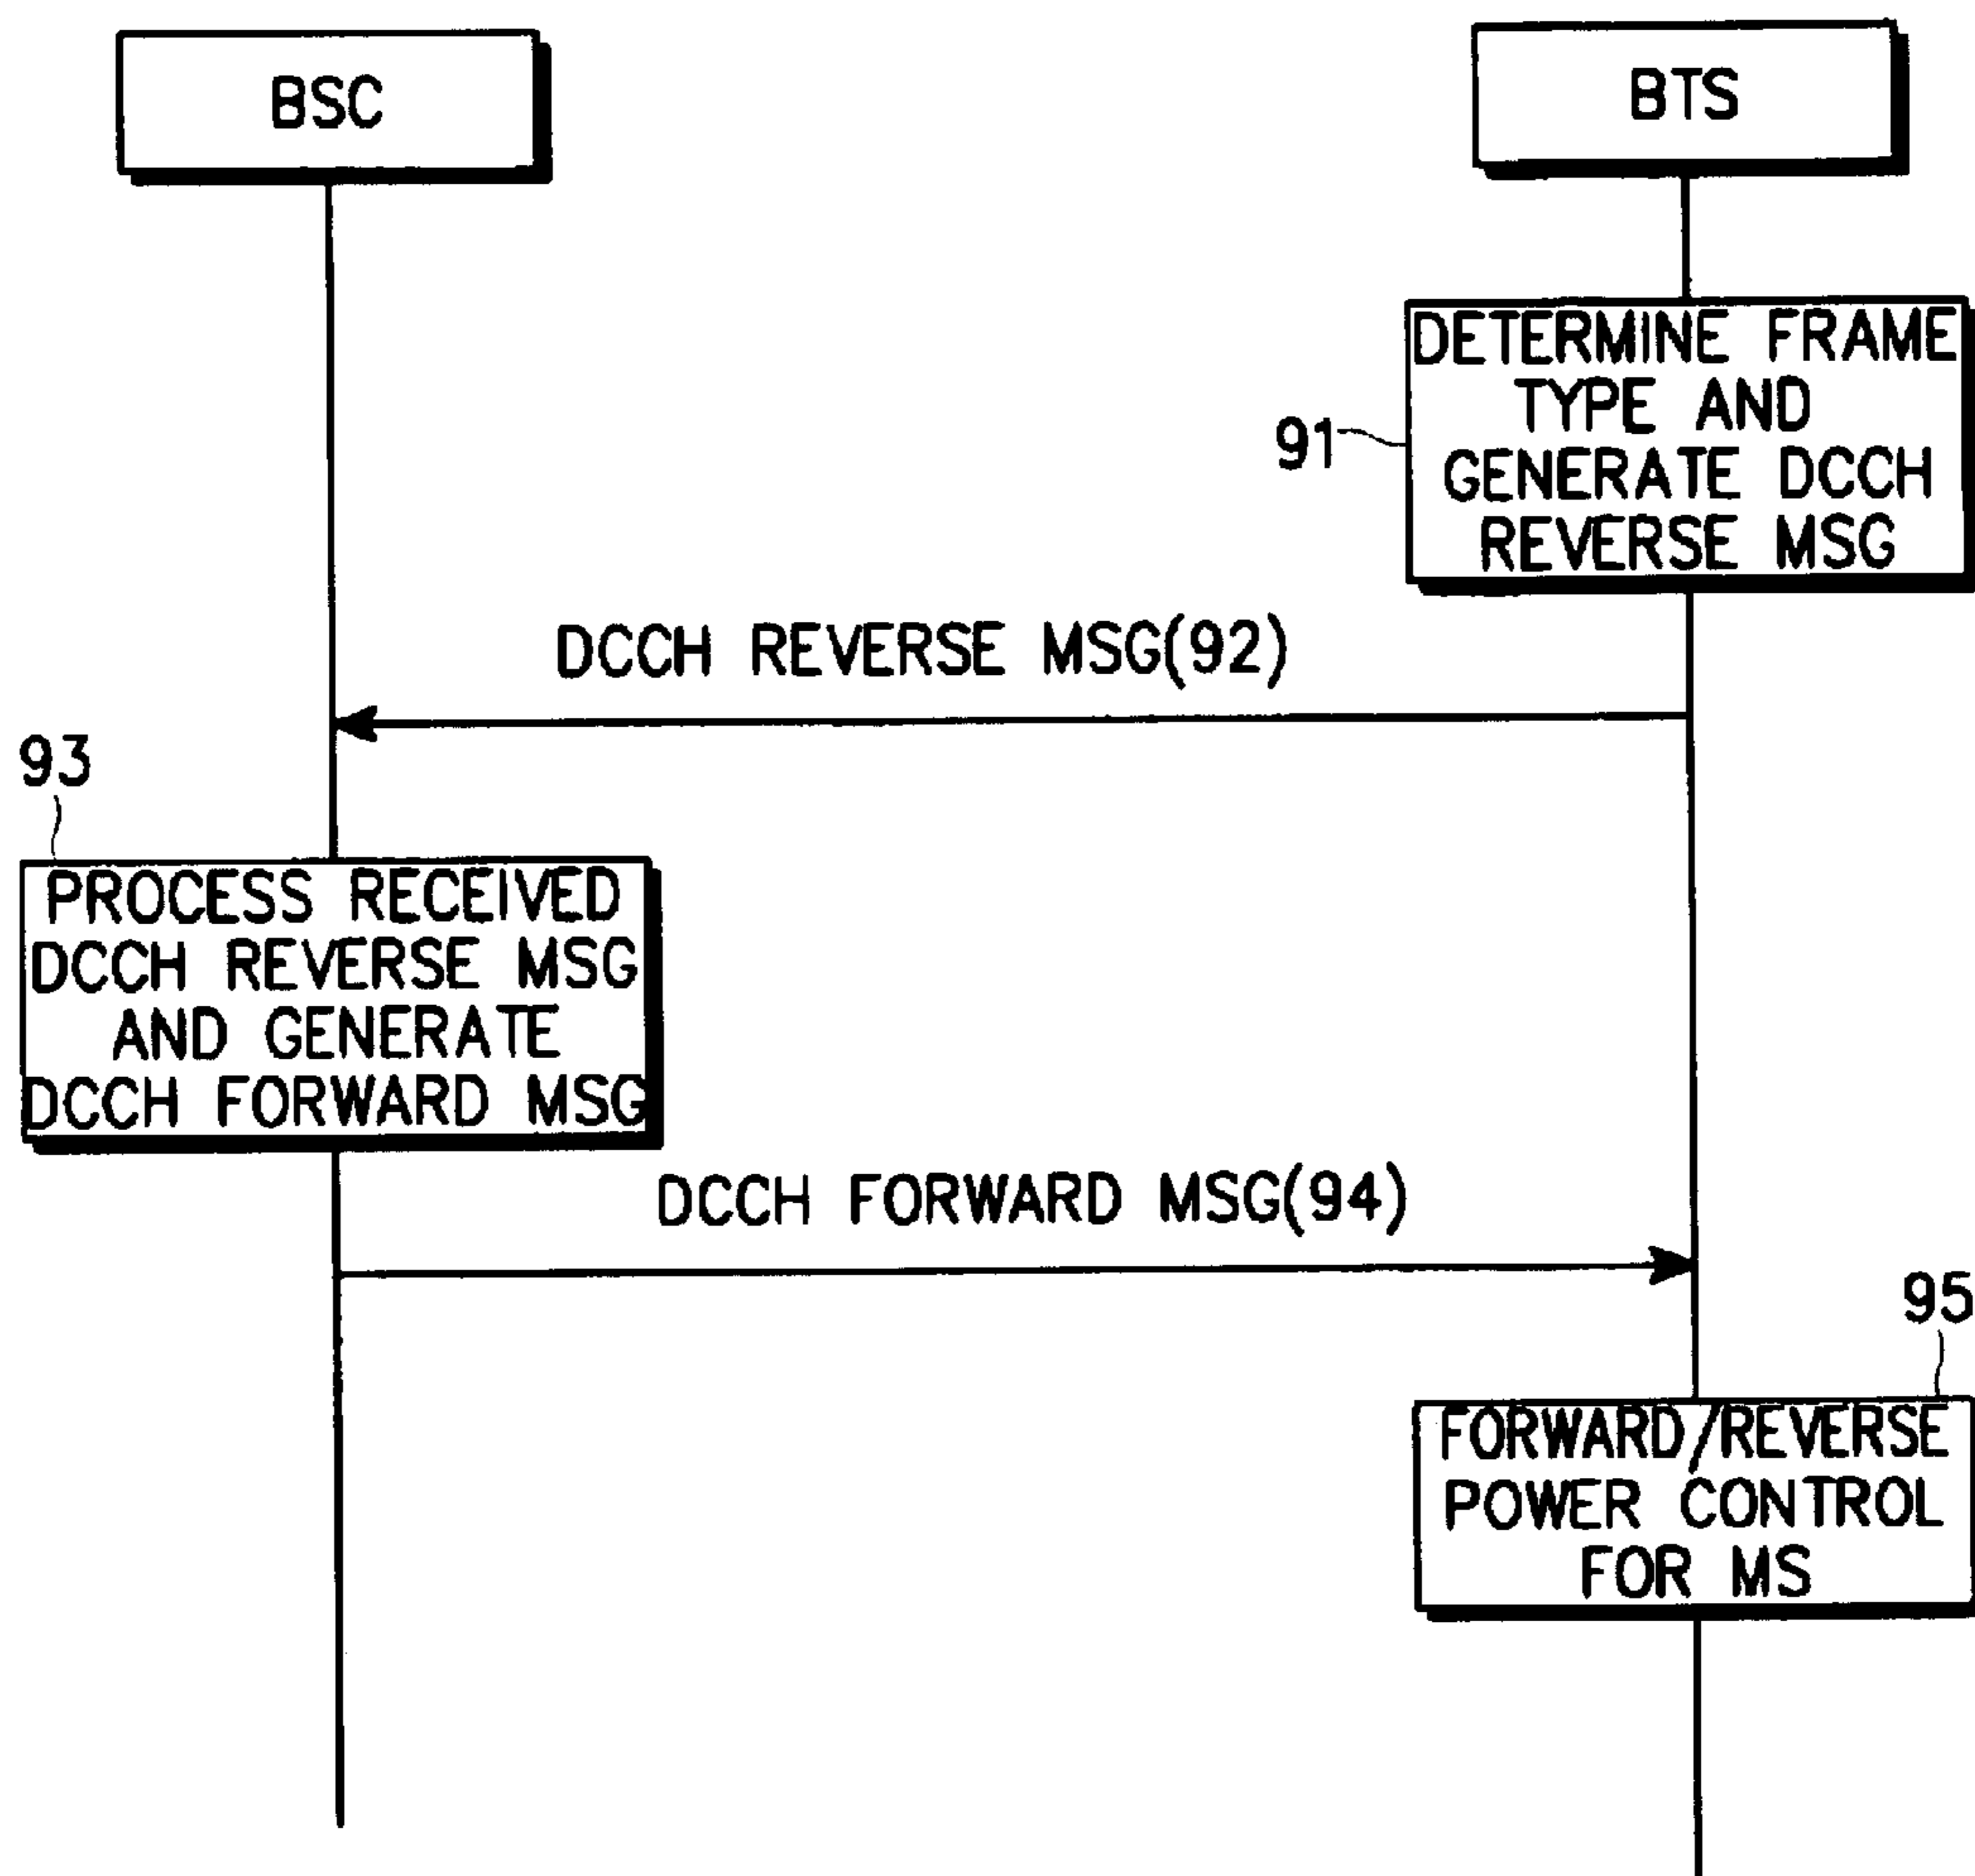 BSC
BTS
DETERMINE FRAME
TYPE AND
GENERATE DCCH
REVERSE MSG
91
DCCH REVERSE MSG(92)
93
PROCESS RECEIVED
DCCH REVERSE MSG
AND GENERATE
DCCH FORWARD MSG
DCCH FORWARD MSG(94)
95
FORWARD/REVERSE
POWER CONTROL
FOR MS